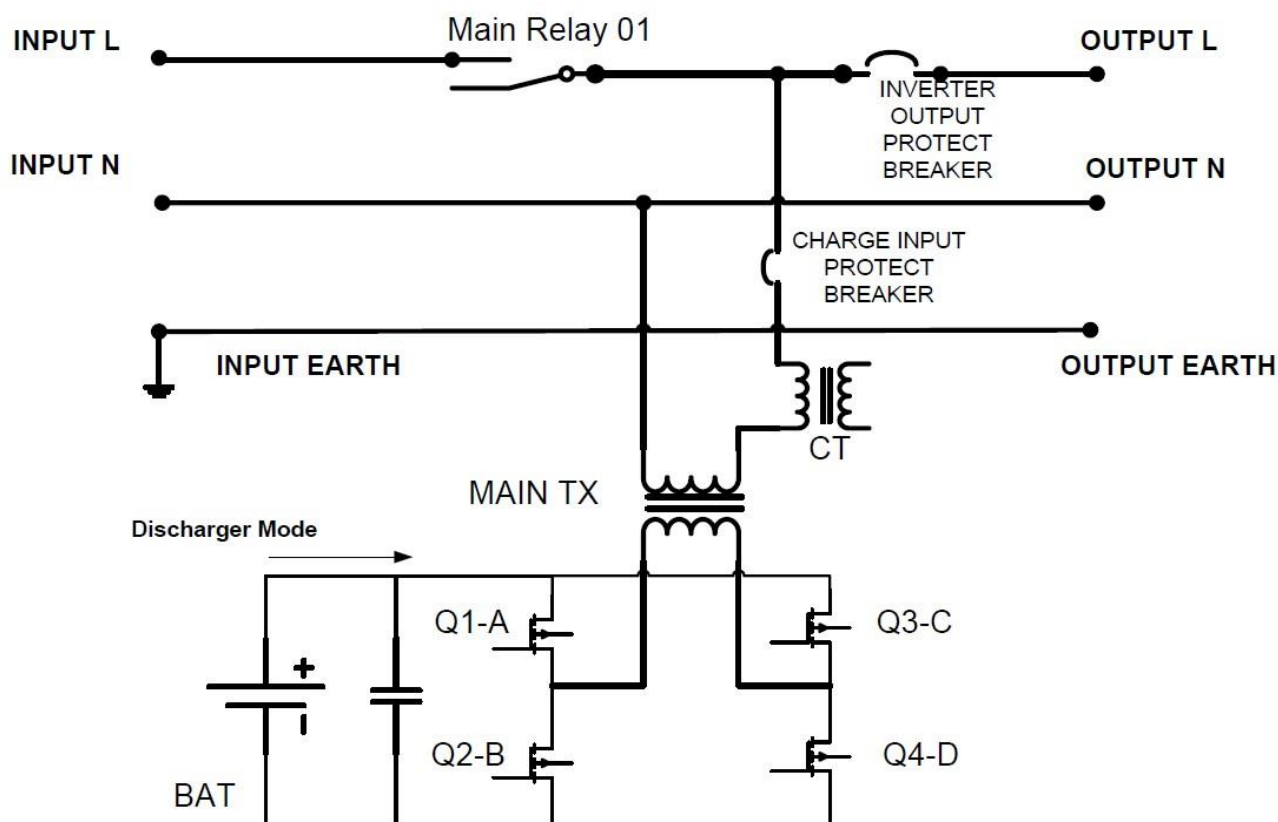 Main Relay 01
INPUT L
OUTPUT L
INVERTER
OUTPUT
PROTECT
BREAKER
INPUT N
OUTPUT N
CHARGE INPUT
PROTECT
BREAKER
INPUT EARTH
OUTPUT EARTH
CT
MAIN TX
Discharger Mode
Q1-A
Q3-C
+
Q2-B
Q4-D
BAT